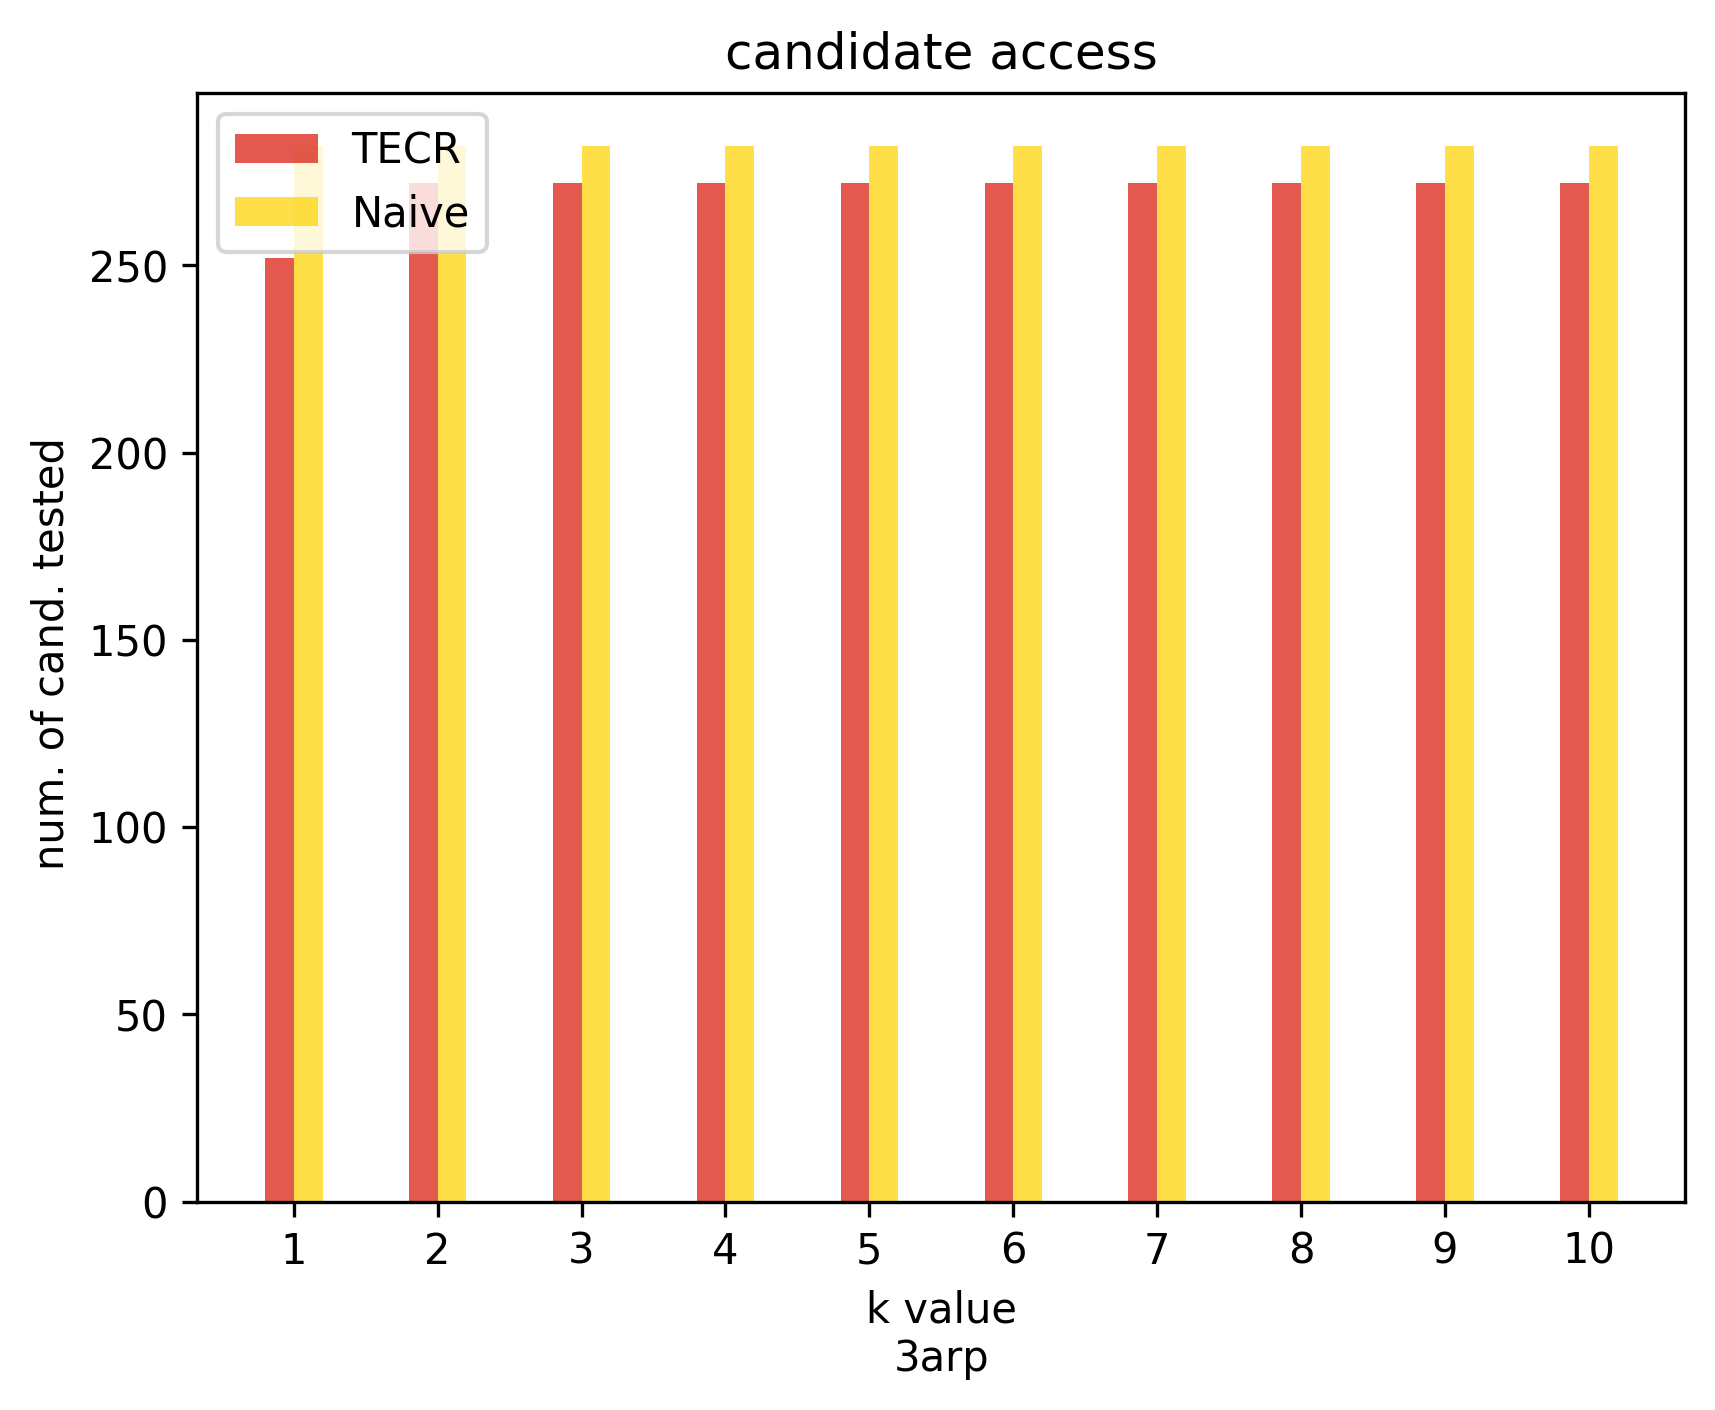 candidate access
TECR
Naive
250
200
150
100
50
0
num. of cand. tested
1 2 3 4 5 6 7 8 9 10
k value
3arp